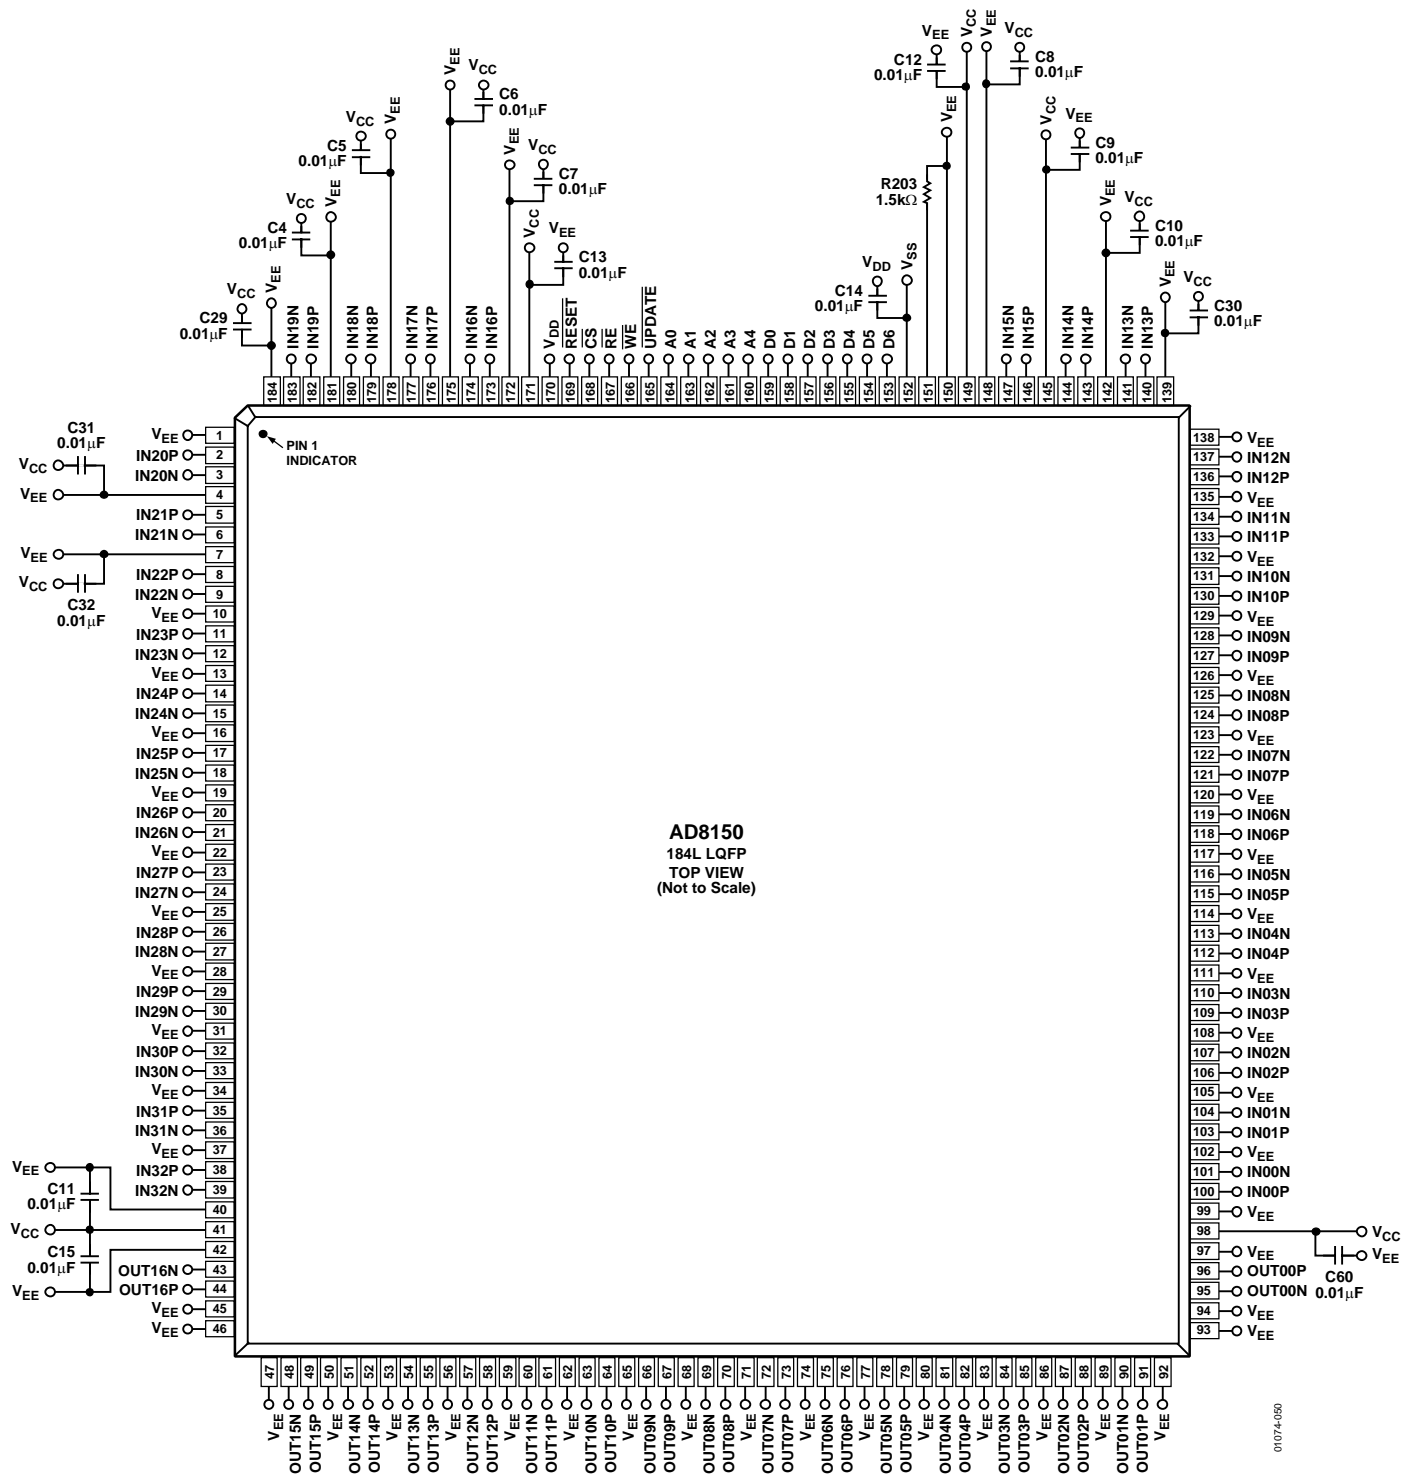 VEE
VCC
VEE
C12
0.01µF
VCC
C8
0.01µF
VEE
VCC
C6
0.01µF
VEE
VCC
VEE
C9
0.01µF
VCC
VEE
C5
0.01µF
VEE
VCC
C7
0.01µF
R203
1.5kΩ
VCC
VEE
C4
0.01µF
VEE
VCC
C10
0.01µF
VCC
VEE
C13
0.01µF
VDD
VSS
C14
0.01µF
VCC
VEE
C29
0.01µF
VEE
VCC
C30
0.01µF
IN19N
IN19P
IN18N
IN18P
IN17N
IN17P
IN16N
IN16P
VDD
RESET
CS
RE
WE
UPDATE
A0
A1
A2
A3
A4
D0
D1
D2
D3
D4
D5
D6
IN15N
IN15P
IN14N
IN14P
IN13N
IN13P
184
183
182
181
180
179
178
177
176
175
174
173
172
171
170
169
168
167
166
165
164
163
162
161
160
159
158
157
156
155
154
153
152
151
150
149
148
147
146
145
144
143
142
141
140
139
PIN 1
INDICATOR
C31
0.01µF
VCC
VEE
VEE
VCC
C32
0.01µF
VEE 1
IN20P 2
IN20N 3
4
IN21P 5
IN21N 6
7
IN22P 8
IN22N 9
VEE 10
IN23P 11
IN23N 12
VEE 13
IN24P 14
IN24N 15
VEE 16
IN25P 17
IN25N 18
VEE 19
IN26P 20
IN26N 21
VEE 22
IN27P 23
IN27N 24
VEE 25
IN28P 26
IN28N 27
VEE 28
IN29P 29
IN29N 30
VEE 31
IN30P 32
IN30N 33
VEE 34
IN31P 35
IN31N 36
VEE 37
IN32P 38
IN32N 39
40
41
42
OUT16N 43
OUT16P 44
VEE 45
VEE 46
VEE
C11
0.01µF
VCC
C15
0.01µF
VEE
AD8150
184L LQFP
TOP VIEW
(Not to Scale)
138 VEE
137 IN12N
136 IN12P
135 VEE
134 IN11N
133 IN11P
132 VEE
131 IN10N
130 IN10P
129 VEE
128 IN09N
127 IN09P
126 VEE
125 IN08N
124 IN08P
123 VEE
122 IN07N
121 IN07P
120 VEE
119 IN06N
118 IN06P
117 VEE
116 IN05N
115 IN05P
114 VEE
113 IN04N
112 IN04P
111 VEE
110 IN03N
109 IN03P
108 VEE
107 IN02N
106 IN02P
105 VEE
104 IN01N
103 IN01P
102 VEE
101 IN00N
100 IN00P
99 VEE
98
97 VEE
96 OUT00P
95 OUT00N
94 VEE
93 VEE
VCC
VEE
C60
0.01µF
47
48
49
50
51
52
53
54
55
56
57
58
59
60
61
62
63
64
65
66
67
68
69
70
71
72
73
74
75
76
77
78
79
80
81
82
83
84
85
86
87
88
89
90
91
92
VEE
OUT15N
OUT15P
VEE
OUT14N
OUT14P
VEE
OUT13N
OUT13P
VEE
OUT12N
OUT12P
VEE
OUT11N
OUT11P
VEE
OUT10N
OUT10P
VEE
OUT09N
OUT09P
VEE
OUT08N
OUT08P
VEE
OUT07N
OUT07P
VEE
OUT06N
OUT06P
VEE
OUT05N
OUT05P
VEE
OUT04N
OUT04P
VEE
OUT03N
OUT03P
VEE
OUT02N
OUT02P
VEE
OUT01N
OUT01P
VEE
01074-050